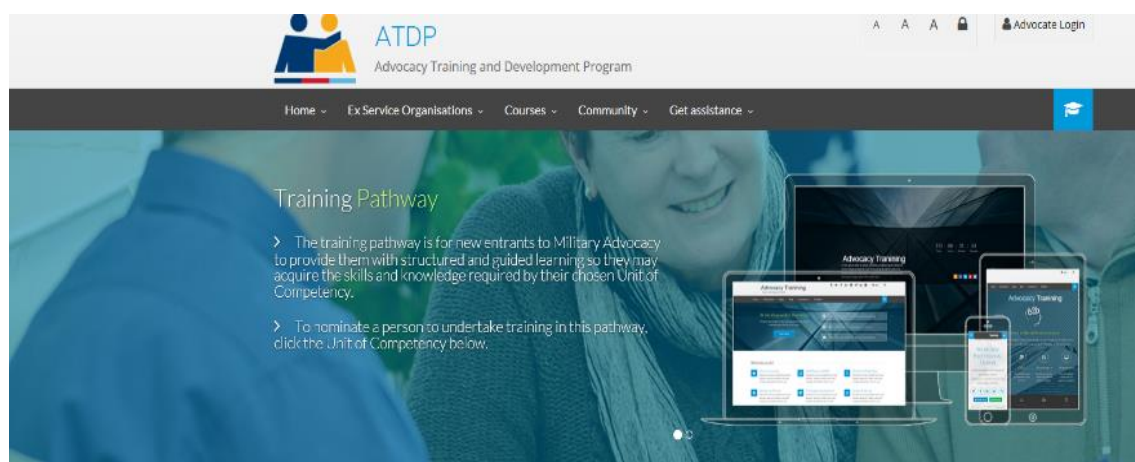 ATDP
A A A Advocate Login
Advocacy Training and Development Program
Home Ex Service Organisations Courses Community Get assistance
Training Pathway
The training pathway is for new entrants to Military Advocacy
to provide them with structured and guided learning so they may
acquire the skills and knowledge required by their chosen Unit of
Competency.
To nominate a person to undertake training in this pathway,
click the Unit of Competency below.
Advocacy Tranining
Advocacy Tranining
Advocacy Tranining